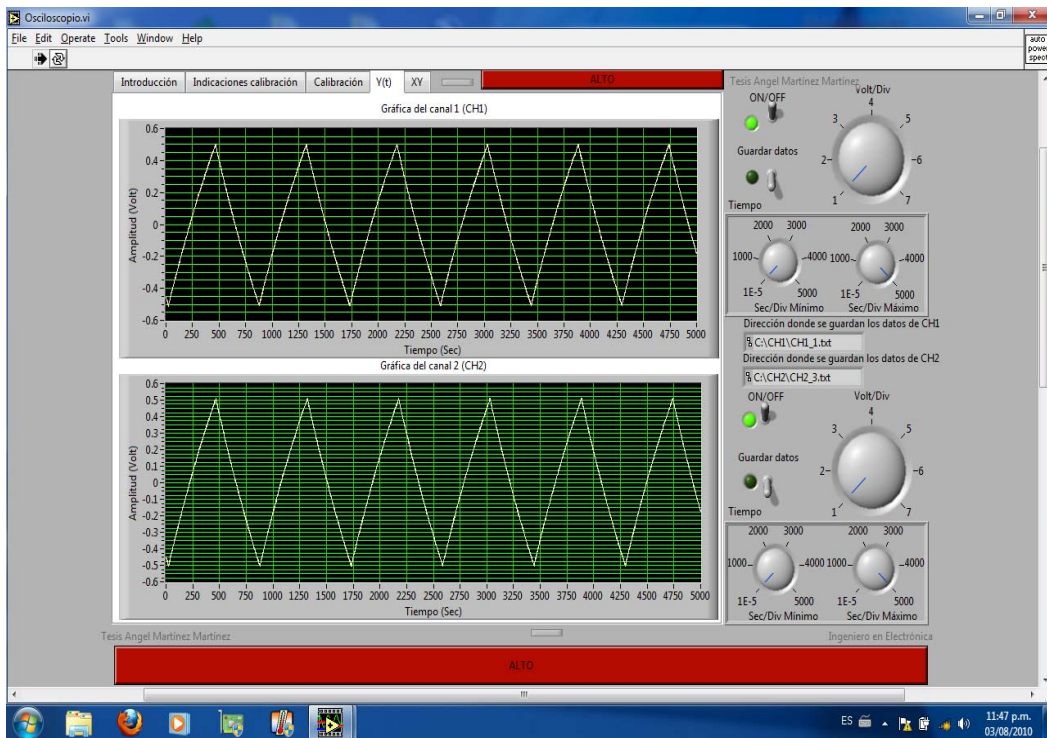 Osciloscopio.vi
File Edit Operate Tools Window Help
auto
power
spect
Introducción Indicaciones calibración Calibración Y(t) XY ALTO
Gráfica del canal 1 (CH1)
Amplitud (Volt)
0.6
0.4
0.2
0
-0.2
-0.4
-0.6
0 250 500 750 1000 1250 1500 1750 2000 2250 2500 2750 3000 3250 3500 3750 4000 4250 4500 4750 5000
Tiempo (Sec)
Gráfica del canal 2 (CH2)
Amplitud (Volt)
0.6
0.5
0.4
0.3
0.2
0.1
0
-0.1
-0.2
-0.3
-0.4
-0.5
-0.6
0 250 500 750 1000 1250 1500 1750 2000 2250 2500 2750 3000 3250 3500 3750 4000 4250 4500 4750 5000
Tiempo (Sec)
Tesis Angel Martínez Martínez
ON/OFF
Volt/Div
1 2 3 4 5 6 7
Guardar datos
Tiempo
1E-5 1000 2000 3000 4000 5000
Sec/Div Mínimo
1E-5 1000 2000 3000 4000 5000
Sec/Div Máximo
Dirección donde se guardan los datos de CH1
C:\CH1\CH1_1.txt
Dirección donde se guardan los datos de CH2
C:\CH2\CH2_3.txt
ON/OFF
Volt/Div
1 2 3 4 5 6 7
Guardar datos
Tiempo
1E-5 1000 2000 3000 4000 5000
Sec/Div Mínimo
1E-5 1000 2000 3000 4000 5000
Sec/Div Máximo
Tesis Angel Martínez Martínez
Ingeniero en Electrónica
ALTO
ES
11:47 p.m.
03/08/2010